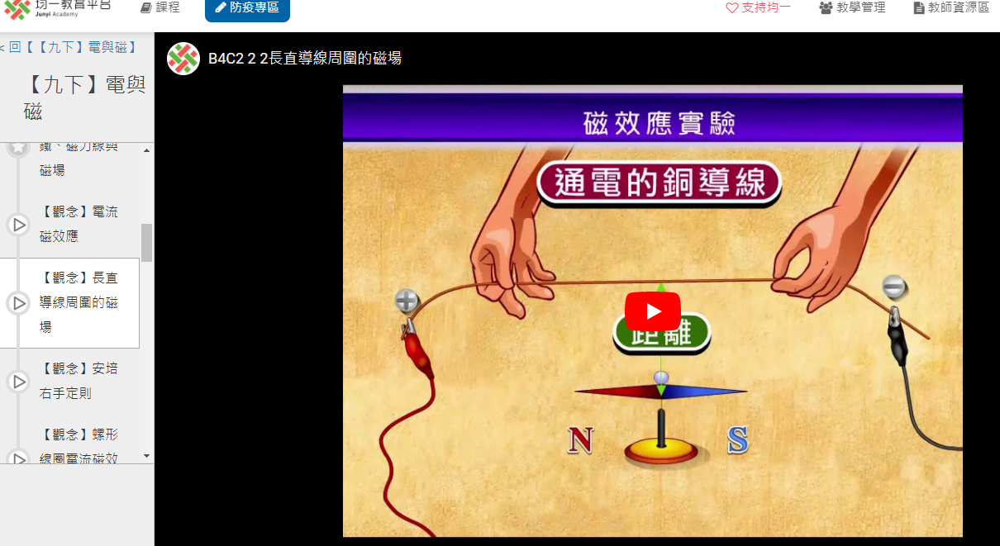 均一教育平台
Junyi Academy
課程
防疫專區
支持均一
教學管理
教師資源區
< 回【【九下】電與磁】
【九下】電與
磁
鐵、磁力線與
磁場
【觀念】電流
磁效應
【觀念】長直
導線周圍的磁
場
【觀念】安培
右手定則
【觀念】螺形
線圈電流磁效
B4C2 2 2長直導線周圍的磁場
磁效應實驗
通電的銅導線
距離
N
S